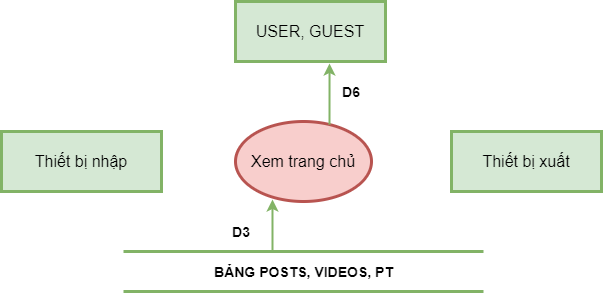 USER, GUEST
D6
Thiết bị nhập
Xem trang chủ
Thiết bị xuất
D3
BẢNG POSTS, VIDEOS, PT